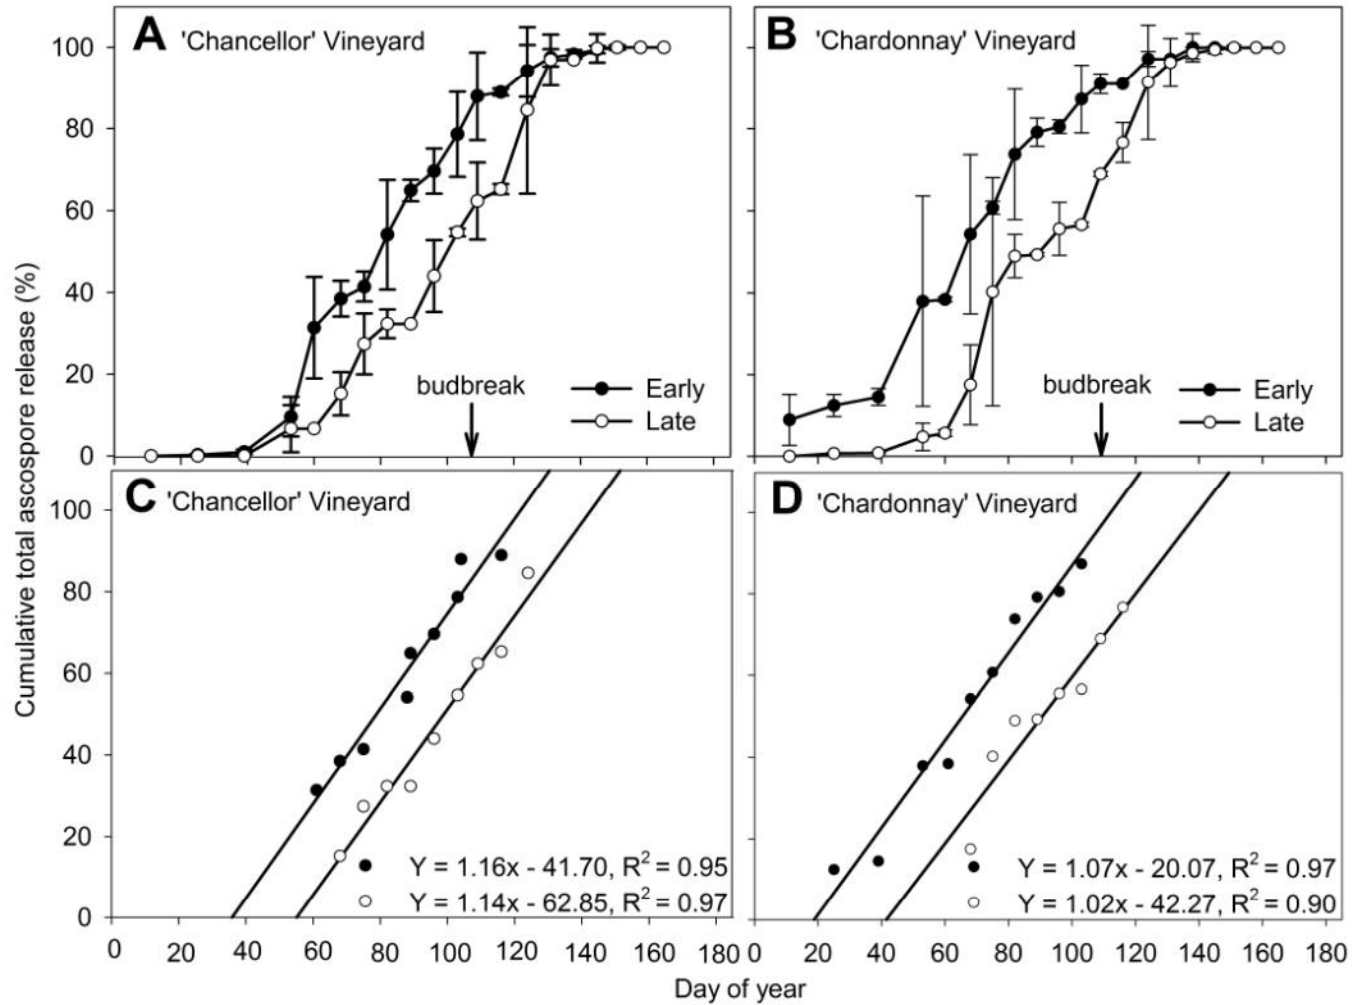 A 'Chancellor' Vineyard
B 'Chardonnay' Vineyard
100
80
60
40
20
0
budbreak
Early
Late
budbreak
Early
Late
C 'Chancellor' Vineyard
D 'Chardonnay' Vineyard
100
80
60
40
20
0
Y = 1.16x - 41.70, R² = 0.95
Y = 1.14x - 62.85, R² = 0.97
Y = 1.07x - 20.07, R² = 0.97
Y = 1.02x - 42.27, R² = 0.90
0 20 40 60 80 100 120 140 160 180
0 20 40 60 80 100 120 140 160 180
Day of year
Cumulative total ascospore release (%)